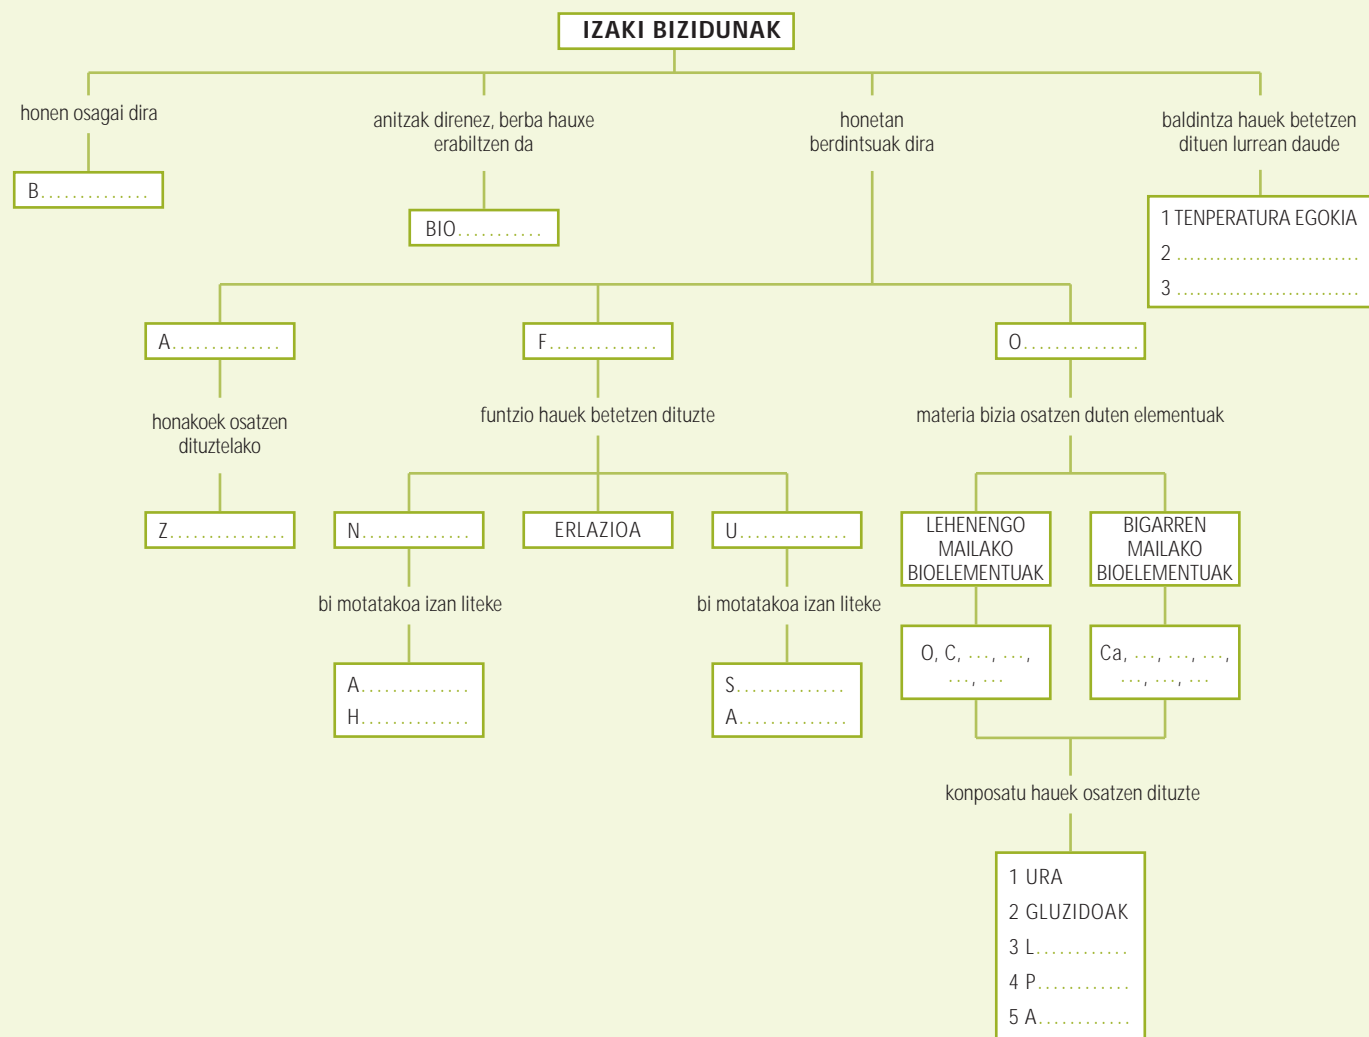 IZAKI BIZIDUNAK
honen osagai dira
B..............
anitzak direnez, berba hauxe
erabiltzen da
BIO...........
honetan
berdintsuak dira
baldintza hauek betetzen
dituen lurrean daude
1 TENPERATURA EGOKIA
2 ...........................
3 ...........................
A..............
honakoek osatzen
dituztelako
Z...............
F..............
funtzio hauek betetzen dituzte
N..............
bi motatakoa izan liteke
A..............
H..............
ERLAZIOA
U..............
bi motatakoa izan liteke
S..............
A..............
O...............
materia bizia osatzen duten elementuak
LEHENENGO
MAILAKO
BIOELEMENTUAK
O, C, ..., ...,
..., ...
BIGARREN
MAILAKO
BIOELEMENTUAK
Ca, ..., ..., ...,
..., ..., ...
konposatu hauek osatzen dituzte
1 URA
2 GLUZIDOAK
3 L............
4 P............
5 A............